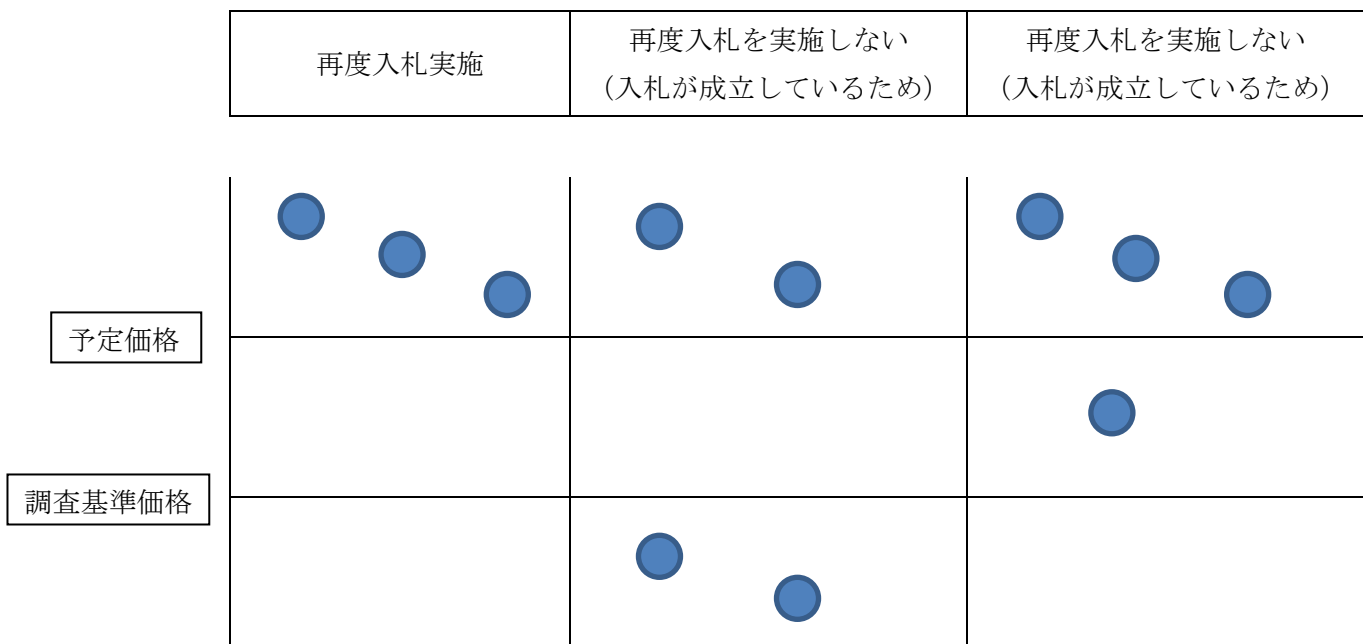 再度入札実施
再度入札を実施しない
（入札が成立しているため）
再度入札を実施しない
（入札が成立しているため）
予定価格
調査基準価格